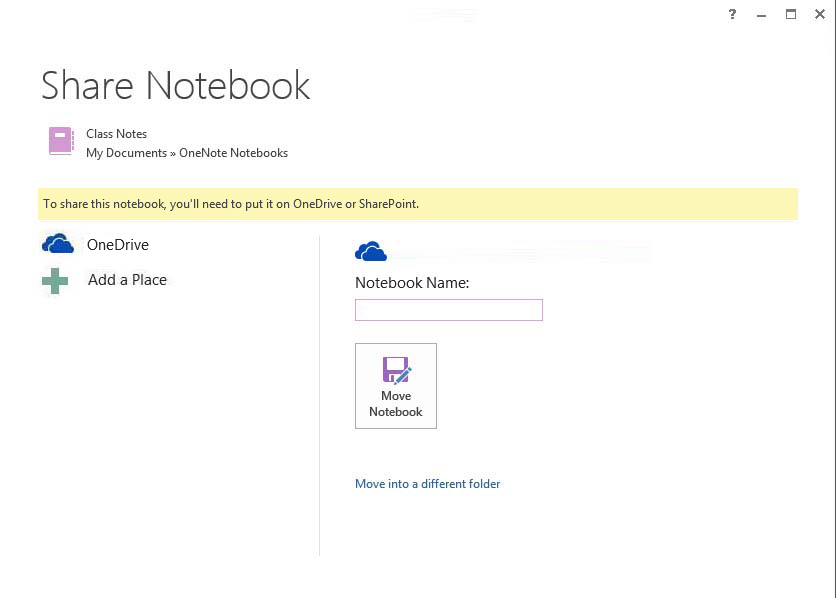 ?
Share Notebook
Class Notes
My Documents » OneNote Notebooks
To share this notebook, you'll need to put it on OneDrive or SharePoint.
OneDrive
Add a Place
Notebook Name:
Move
Notebook
Move into a different folder